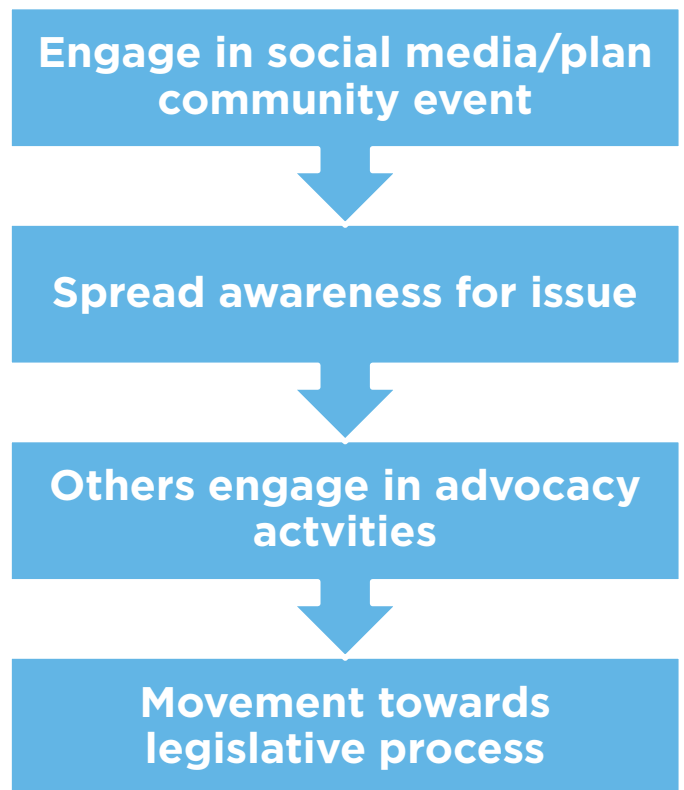 Engage in social media/plan
community event
Spread awareness for issue
Others engage in advocacy
actvities
Movement towards
legislative process